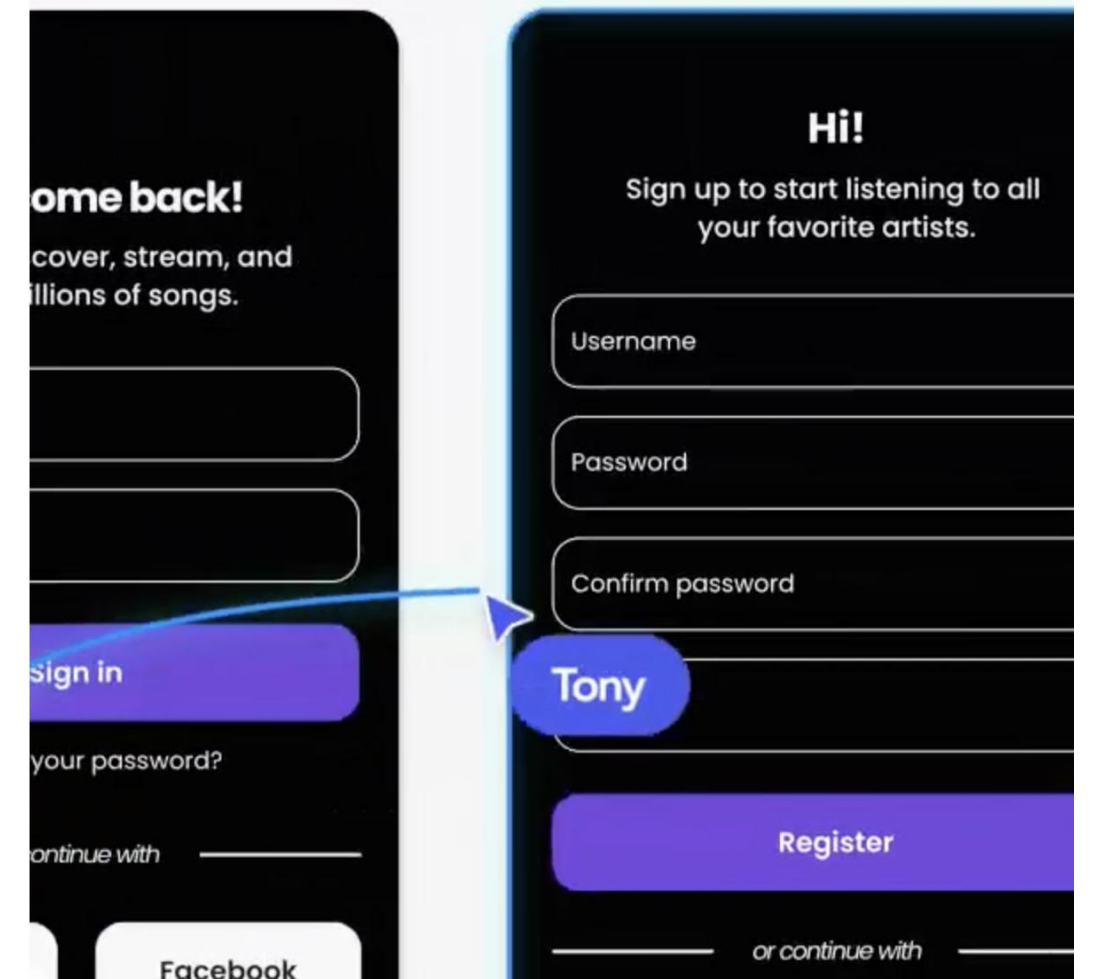 ome back!
cover, stream, and
illions of songs.
Sign in
your password?
ontinue with
Facebook
Hi!
Sign up to start listening to all
your favorite artists.
Username
Password
Confirm password
Tony
Register
or continue with